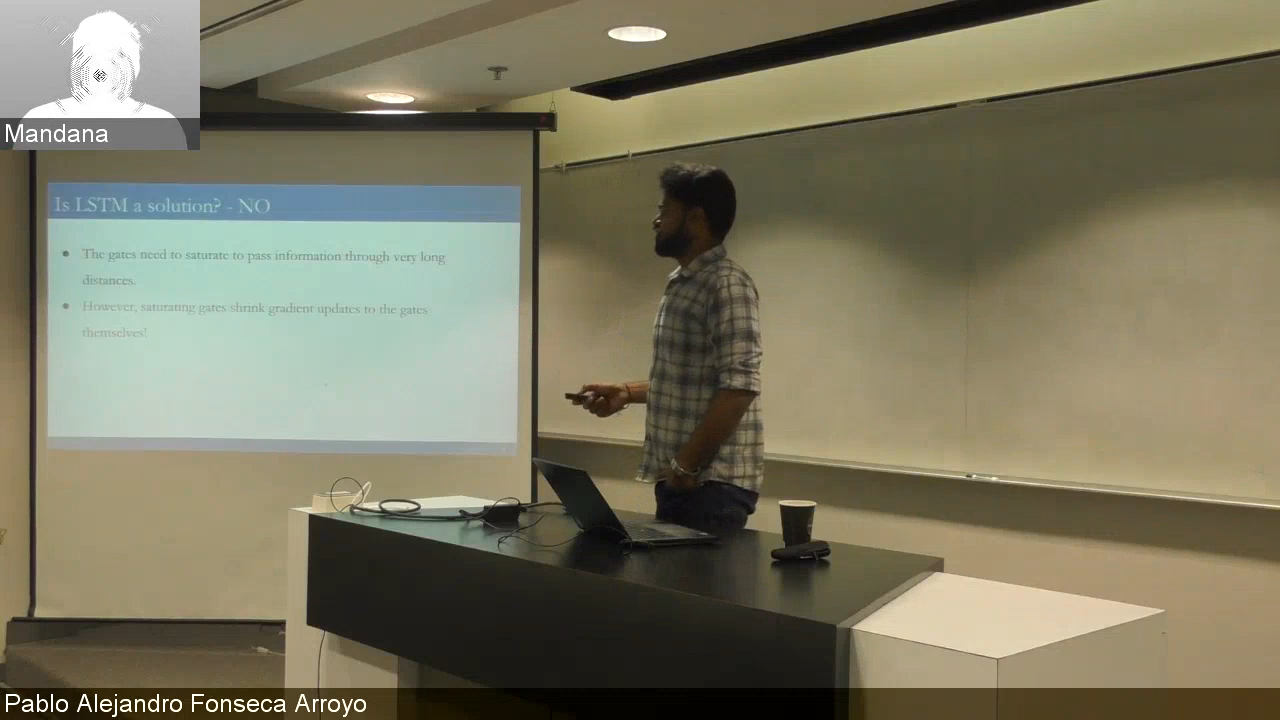 Mandana
Is LSTM a solution? - NO
The gates need to saturate to pass information through very long
distances.
However, saturating gates shrink gradient updates to the gates
themselves!
Pablo Alejandro Fonseca Arroyo